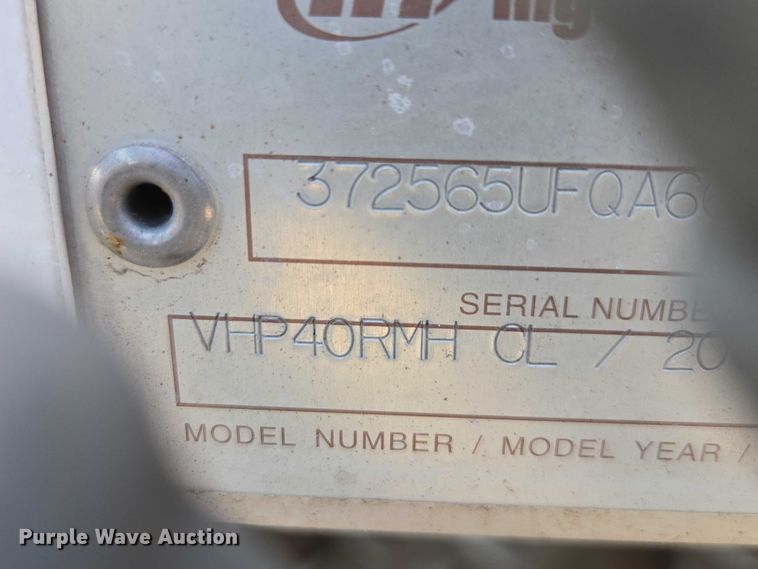 372565UFQA6
SERIAL NUMBE
VHP40RMH CL / 20
MODEL NUMBER / MODEL YEAR /
Purple Wave Auction